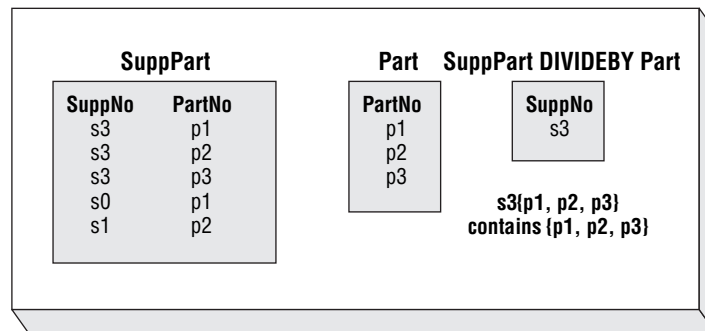 SuppPart
SuppNo PartNo
s3 p1
s3 p2
s3 p3
s0 p1
s1 p2
Part
PartNo
p1
p2
p3
SuppPart DIVIDEBY Part
SuppNo
s3
s3{p1, p2, p3}
contains {p1, p2, p3}